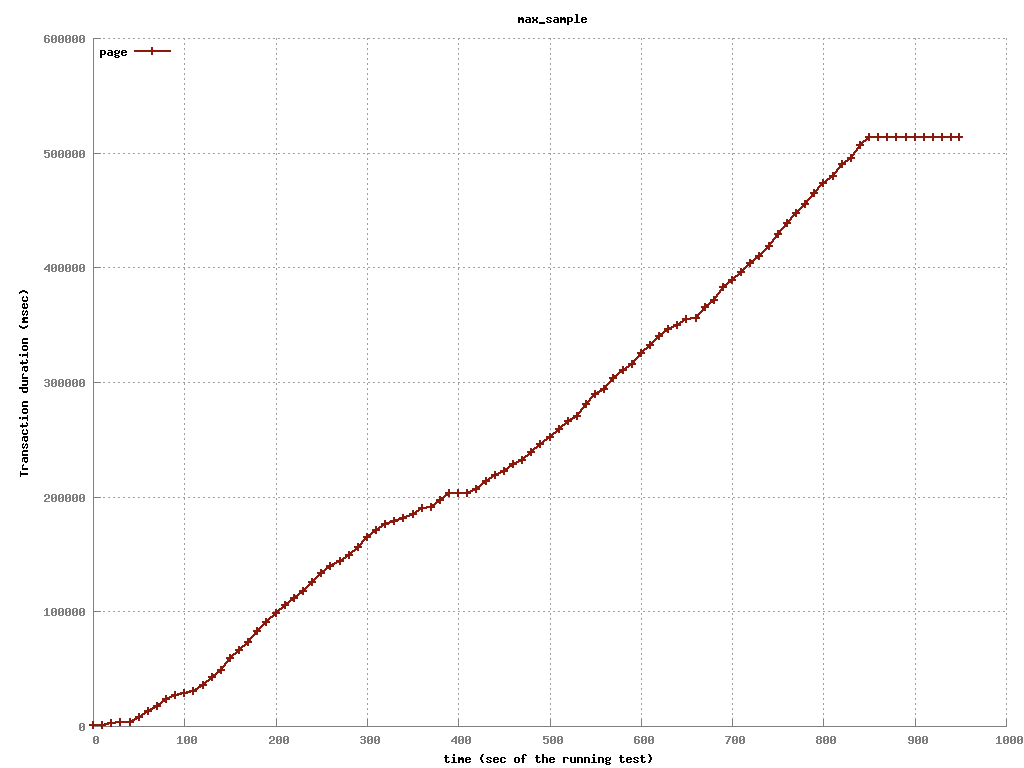 max_sample
600000
page
500000
400000
300000
200000
100000
0
Transaction duration (msec)
0 100 200 300 400 500 600 700 800 900 1000
time (sec of the running test)